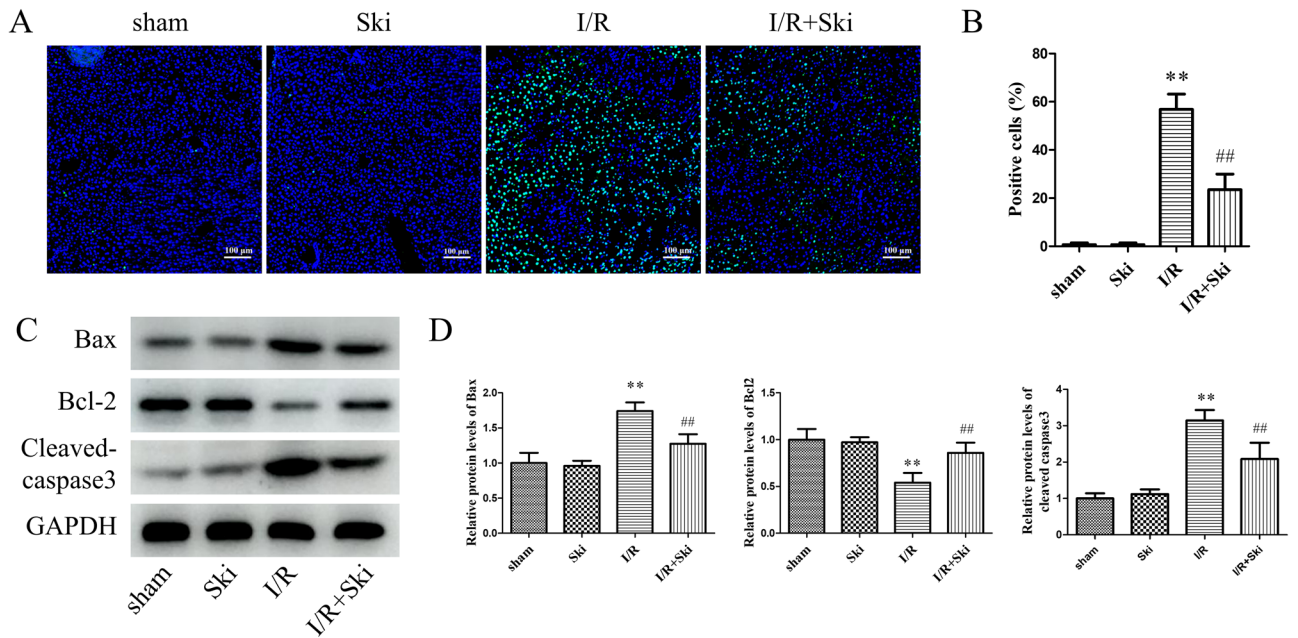 A
sham
Ski
I/R
I/R+Ski
100 μm
100 μm
100 μm
100 μm
B
Positive cells (%)
80
60
40
20
0
**
##
sham
Ski
I/R
I/R+Ski
C
Bax
Bcl-2
Cleaved-
caspase3
GAPDH
sham
Ski
I/R
I/R+Ski
D
Relative protein levels of Bax
2.0
1.5
1.0
0.5
0.0
**
##
sham
Ski
I/R
I/R+Ski
Relative protein levels of Bcl2
1.5
1.0
0.5
0.0
**
##
sham
Ski
I/R
I/R+Ski
Relative protein levels of
cleaved caspase3
4
3
2
1
0
**
##
sham
Ski
I/R
I/R+Ski